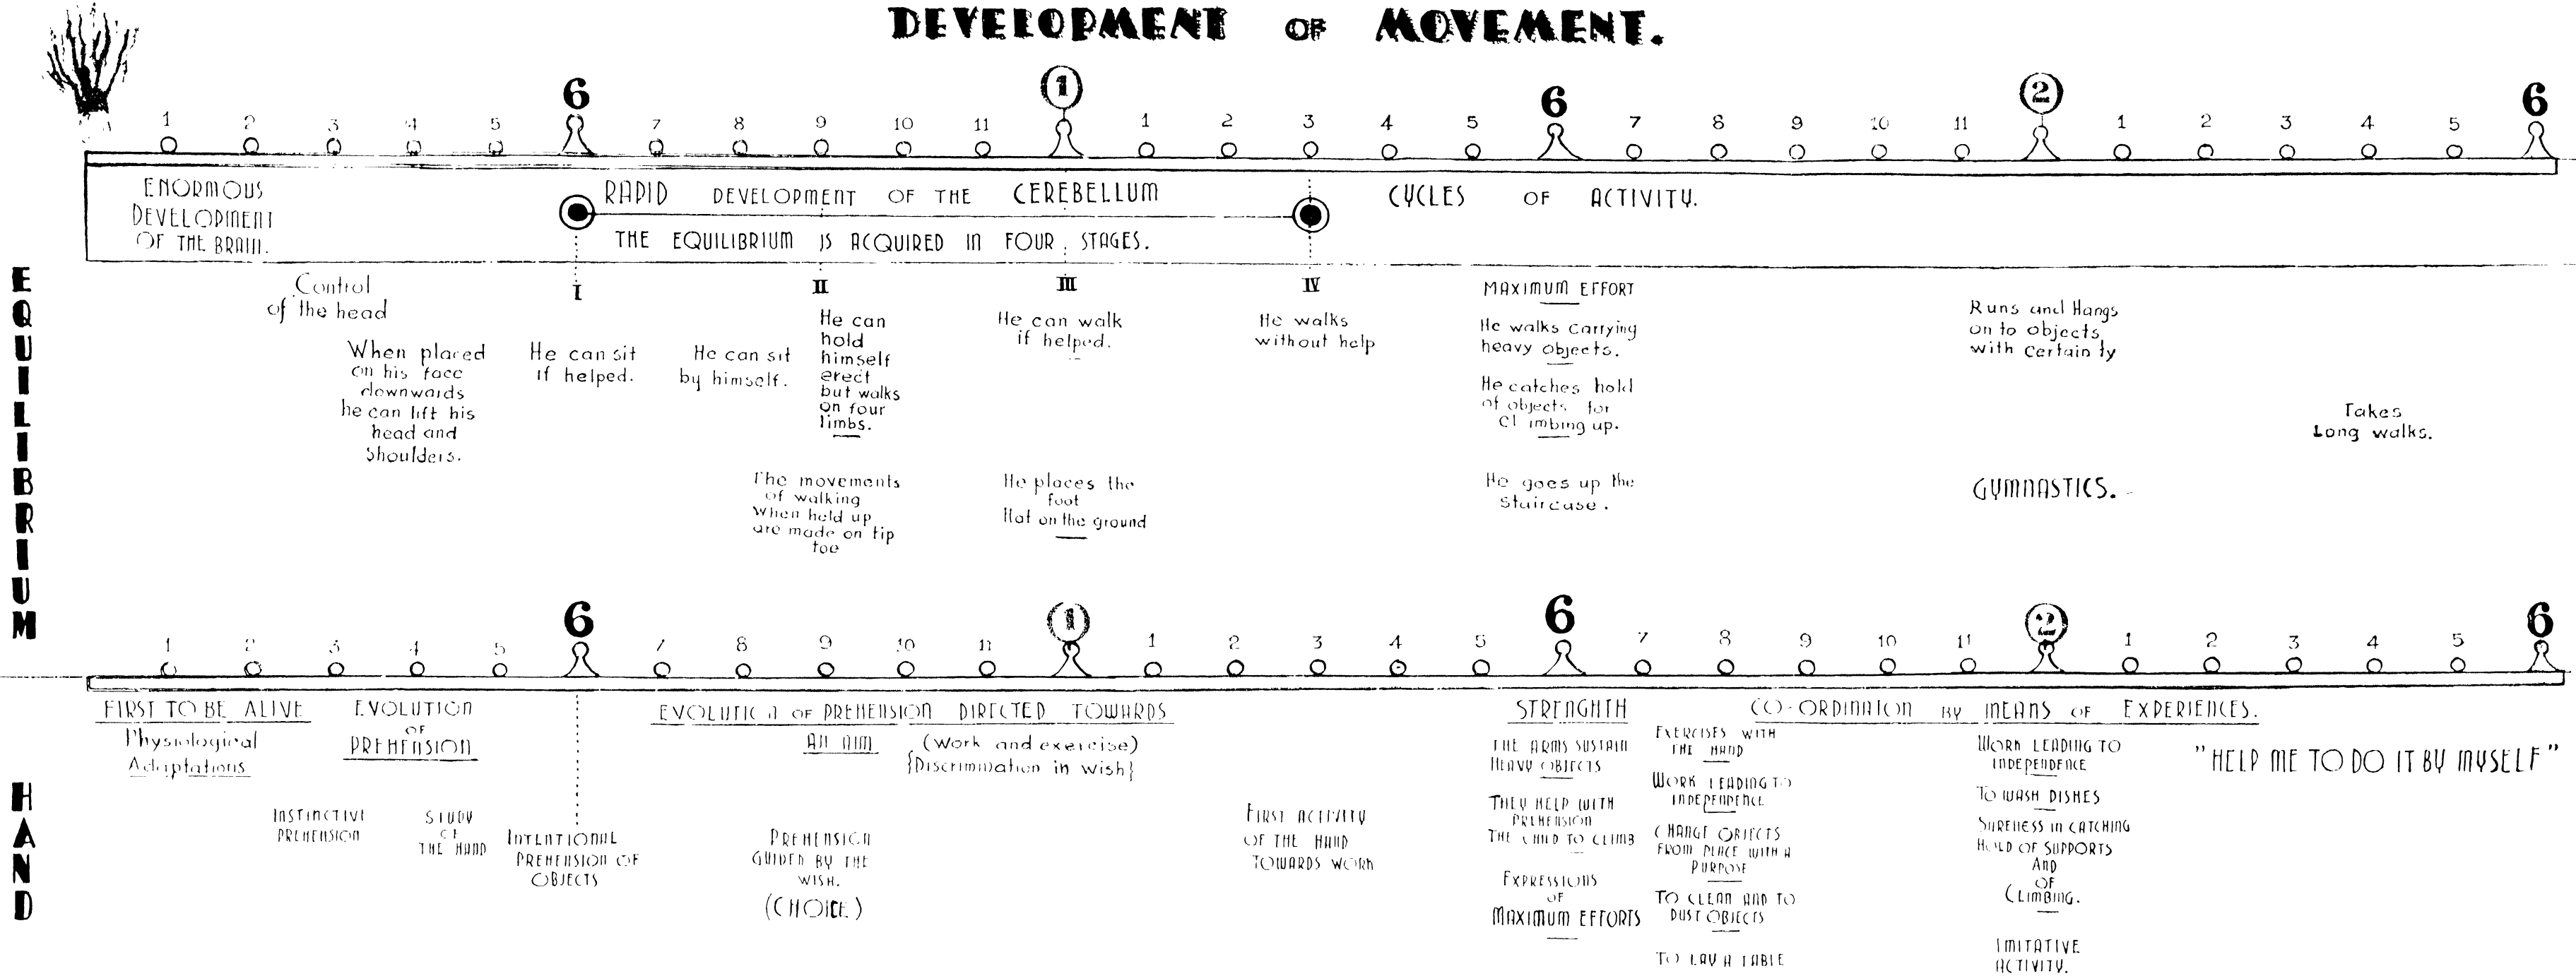 DEVELOPMENT OF MOVEMENT.
1 2 3 4 5 6 7 8 9 10 11 1 1 2 3 4 5 6 7 8 9 10 11 2 1 2 3 4 5 6
ENORMOUS
DEVELOPMENT
OF THE BRAIN.
RAPID DEVELOPMENT OF THE CEREBELLUM
THE EQUILIBRIUM IS ACQUIRED IN FOUR STAGES.
CYCLES OF ACTIVITY.
EQUILIBRIUM
Control
of the head
When placed
on his face
downwards
he can lift his
head and
shoulders.
I
He can sit
if helped.
He can sit
by himself.
II
He can
hold
himself
erect
but walks
on four
limbs.
The movements
of walking
when held up
are made on tip
toe
III
He can walk
if helped.
He places the
foot
flat on the ground
IV
He walks
without help
MAXIMUM EFFORT
He walks carrying
heavy objects.
He catches hold
of objects for
Climbing up.
He goes up the
staircase.
Runs and Hangs
on to objects
with certainty
GYMNASTICS.
Takes
Long walks.
1 2 3 4 5 6 7 8 9 10 11 1 1 2 3 4 5 6 7 8 9 10 11 2 1 2 3 4 5 6
HAND
FIRST TO BE ALIVE
Physiological
Adaptations
EVOLUTION
OF
PREHENSION
INSTINCTIVE
PREHENSION
STUDY
OF
THE HAND
INTENTIONAL
PREHENSION OF
OBJECTS
EVOLUTION OF PREHENSION DIRECTED TOWARDS
AN AIM (Work and exercise)
{Discrimination in wish}
PREHENSION
GUIDED BY THE
WISH.
(CHOICE)
FIRST ACTIVITY
OF THE HAND
TOWARDS WORK
STRENGHTH
THE ARMS SUSTAIN
HEAVY OBJECTS
THEY HELP WITH
PREHENSION
THE CHILD TO CLIMB
EXPRESSIONS
OF
MAXIMUM EFFORTS
CO-ORDINATION BY MEANS OF EXPERIENCES.
EXERCISES WITH
THE HAND
WORK LEADING TO
INDEPENDENCE
CHANGE OBJECTS
FROM PLACE WITH A
PURPOSE
TO CLEAN AND TO
DUST OBJECTS
TO LAY A TABLE
WORK LEADING TO
INDEPENDENCE
TO WASH DISHES
SURENESS IN CATCHING
HOLD OF SUPPORTS
AND
OF
CLIMBING.
IMITATIVE
ACTIVITY.
"HELP ME TO DO IT BY MYSELF"